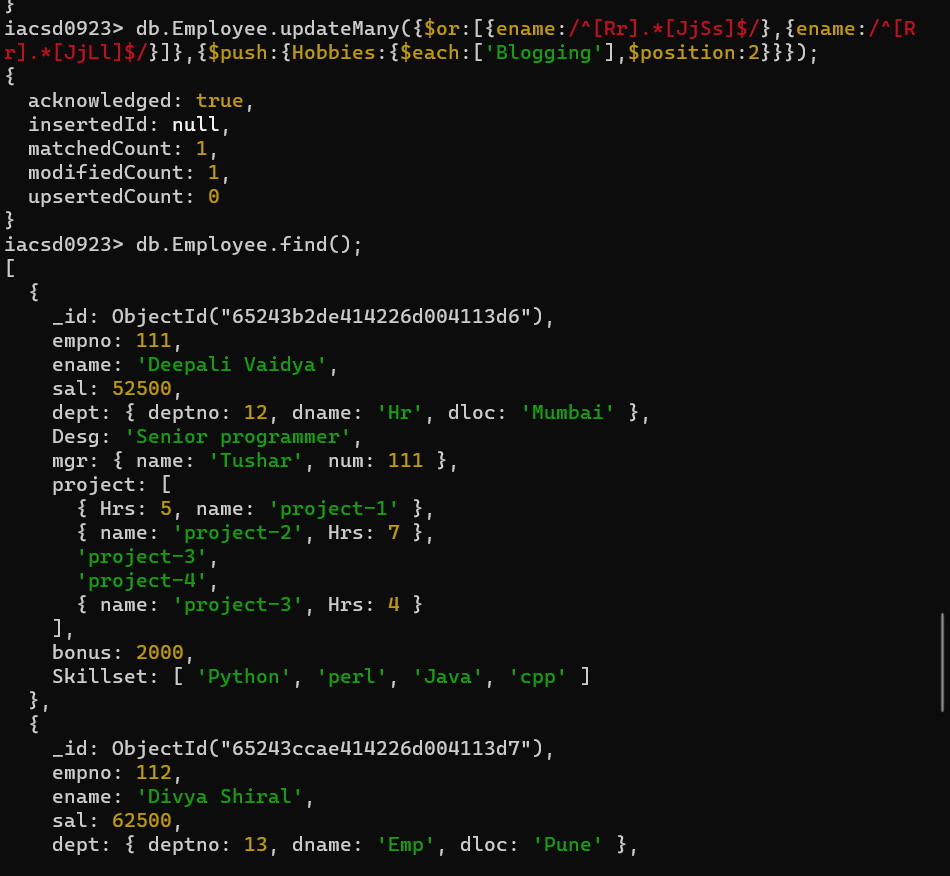 }
iacsd0923> db.Employee.updateMany({$or:[{ename:/^[Rr].*[JjSs]$/},{ename:/^[R
r].*[JjLl]$/}]},{$push:{Hobbies:{$each:['Blogging'],$position:2}}});
{
  acknowledged: true,
  insertedId: null,
  matchedCount: 1,
  modifiedCount: 1,
  upsertedCount: 0
}
iacsd0923> db.Employee.find();
[
  {
    _id: ObjectId("65243b2de414226d004113d6"),
    empno: 111,
    ename: 'Deepali Vaidya',
    sal: 52500,
    dept: { deptno: 12, dname: 'Hr', dloc: 'Mumbai' },
    Desg: 'Senior programmer',
    mgr: { name: 'Tushar', num: 111 },
    project: [
      { Hrs: 5, name: 'project-1' },
      { name: 'project-2', Hrs: 7 },
      'project-3',
      'project-4',
      { name: 'project-3', Hrs: 4 }
    ],
    bonus: 2000,
    Skillset: [ 'Python', 'perl', 'Java', 'cpp' ]
  },
  {
    _id: ObjectId("65243ccae414226d004113d7"),
    empno: 112,
    ename: 'Divya Shiral',
    sal: 62500,
    dept: { deptno: 13, dname: 'Emp', dloc: 'Pune' },